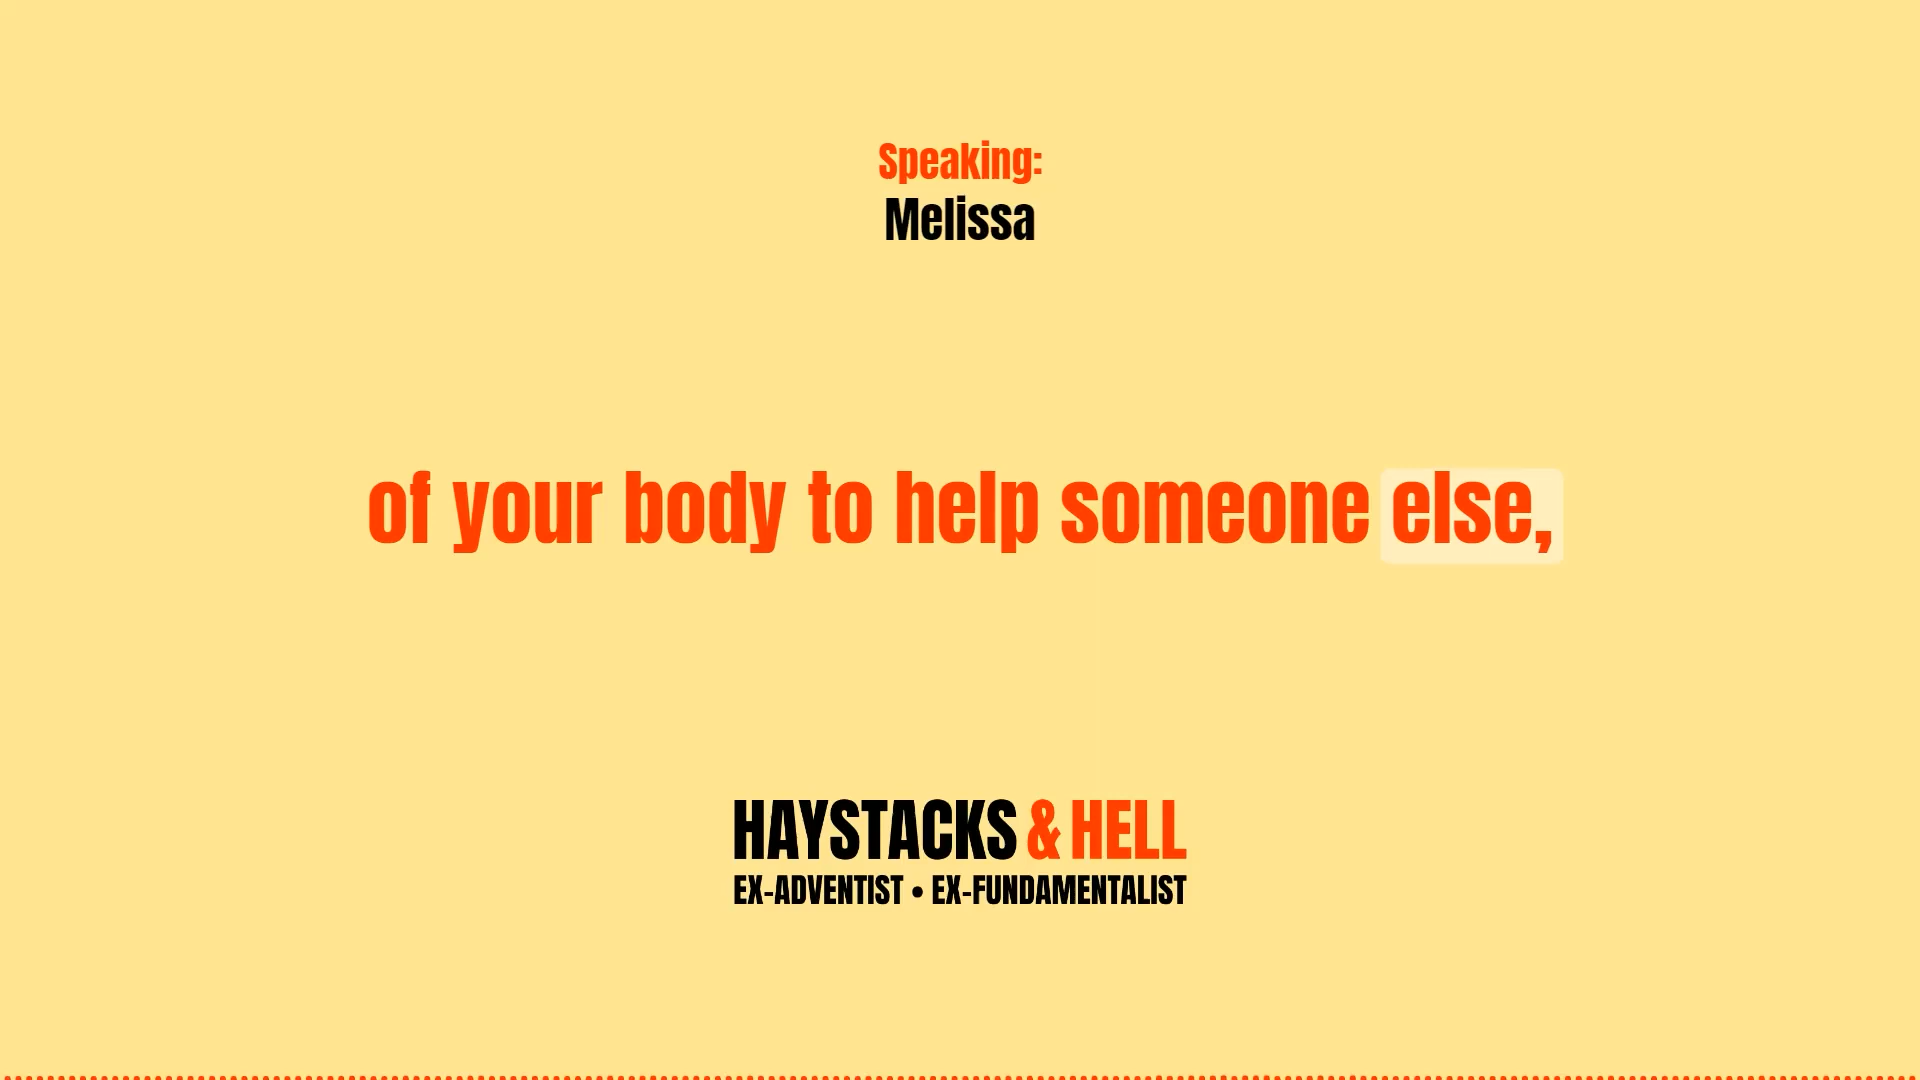 Speaking:
Melissa
of your body to help someone else,
HAYSTACKS & HELL
EX-ADVENTIST • EX-FUNDAMENTALIST